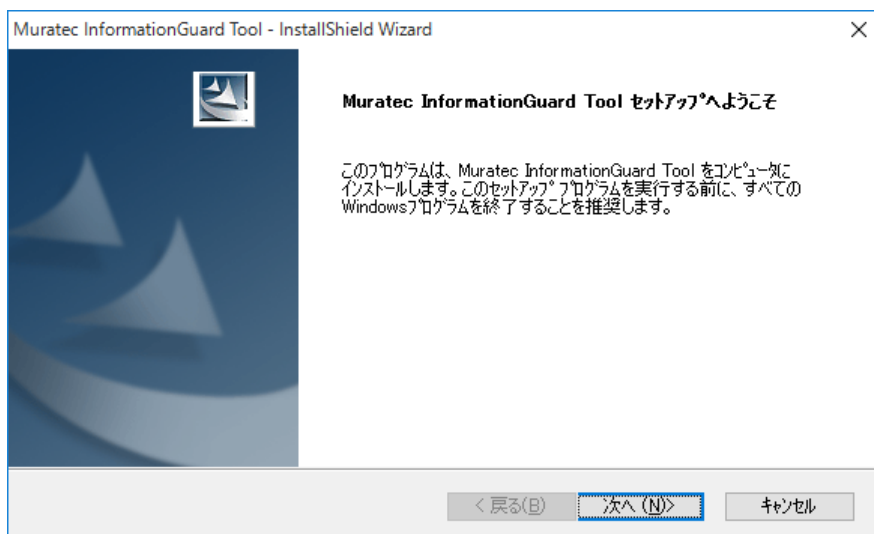 Muratec InformationGuard Tool - InstallShield Wizard
Muratec InformationGuard Tool ｾｯﾄｱｯﾌﾟへようこそ
このﾌﾟﾛｸﾞﾗﾑは、Muratec InformationGuard Tool をｺﾝﾋﾟｭｰﾀに
ｲﾝｽﾄｰﾙします。このｾｯﾄｱｯﾌﾟ ﾌﾟﾛｸﾞﾗﾑを実行する前に、すべての
Windowsﾌﾟﾛｸﾞﾗﾑを終了することを推奨します。
< 戻る(B) 次へ (N)> ｷｬﾝｾﾙ